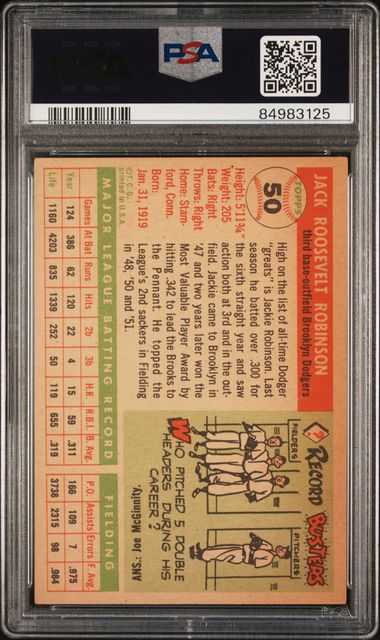 PSA
PSA
84983125
TOPPS
50
JACK ROOSEVELT ROBINSON
third base-outfield Brooklyn Dodgers
Height: 5'11¾"
Weight: 205
Bats: Right
Throws: Right
Home: Stam-
ford, Conn.
Born:
Jan. 31, 1919
©T. C. G.
printed in U.S.A.
High on the list of all-time Dodger
"greats" is Jackie Robinson. Last
season he batted over .300 for
the sixth straight year and saw
action both at 3rd and in the out-
field. Jackie came to Brooklyn in
'47 and two years later won the
Most Valuable Player Award by
hitting .342 to lead the Brooks to
the Pennant. He topped the
League's 2nd sackers in Fielding
in '48, '50 and '51.
?
RECORD BUSTERS
FIELDERS
PITCHERS
WHO PITCHED 5 DOUBLE
HEADERS DURING HIS
CAREER?
ANS.: Joe McGinnity.
MAJOR LEAGUE BATTING RECORD
FIELDING
Games At Bat Runs Hits 2b 3b H.R. R.B.I. B. Avg. P.O. Assists Errors F. Avg.
Year 124 386 62 120 22 4 15 59 .311 166 109 7 .975
Life 1160 4203 835 1339 252 50 119 655 .319 3738 2315 98 .984